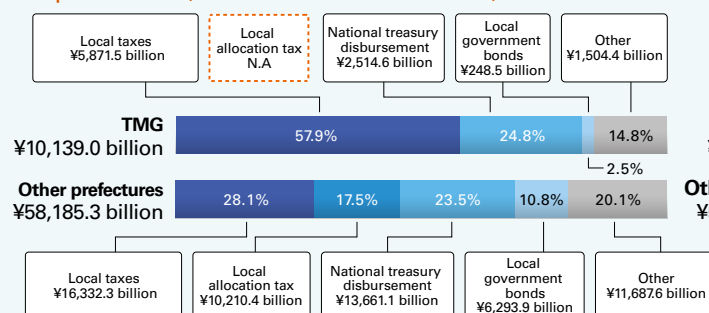 Local taxes
¥5,871.5 billion
Local
allocation tax
N.A
National treasury
disbursement
¥2,514.6 billion
Local
government
bonds
¥248.5 billion
Other
¥1,504.4 billion
TMG
¥10,139.0 billion
57.9%
24.8%
14.8%
2.5%
Other prefectures
¥58,185.3 billion
28.1%
17.5%
23.5%
10.8%
20.1%
Local taxes
¥16,332.3 billion
Local
allocation tax
¥10,210.4 billion
National treasury
disbursement
¥13,661.1 billion
Local
government
bonds
¥6,293.9 billion
Other
¥11,687.6 billion